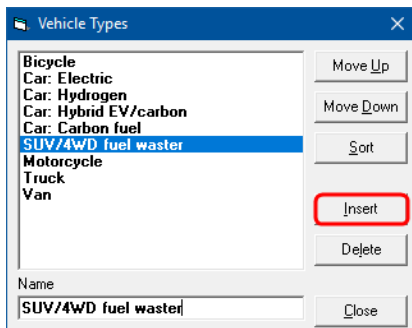 Vehicle Types
Bicycle
Car: Electric
Car: Hydrogen
Car: Hybrid EV/carbon
Car: Carbon fuel
SUV/4WD fuel waster
Motorcycle
Truck
Van
Move Up
Move Down
Sort
Insert
Delete
Name
SUV/4WD fuel waster
Close